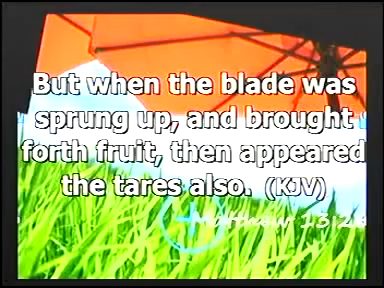 But when the blade was
sprung up, and brought
forth fruit, then appeared
the tares also. (KJV)
Matthew 13:26